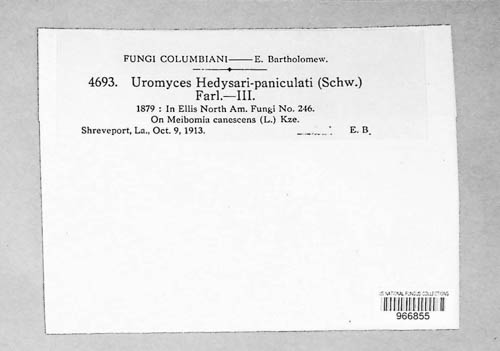 FUNGI COLUMBIANI——E. Bartholomew.
4693. Uromyces Hedysari-paniculati (Schw.)
Farl.—III.
1879 : In Ellis North Am. Fungi No. 246.
On Meibomia canescens (L.) Kze.
Shreveport, La., Oct. 9, 1913. E. B.
US NATIONAL FUNGUS COLLECTIONS
966855